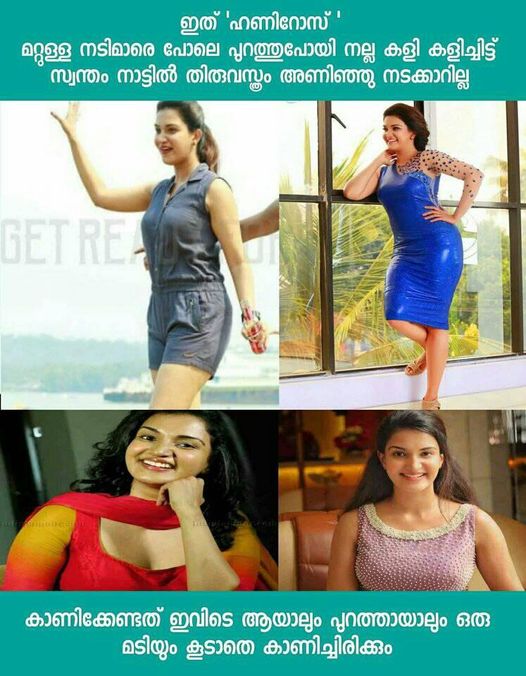 ഇത് 'ഹണിറോസ് '
മറ്റുള്ള നടിമാരെ പോലെ പുറത്തുപോയി നല്ല കളി കളിച്ചിട്ട്
സ്വന്തം നാട്ടിൽ തിരുവസ്ത്രം അണിഞ്ഞു നടക്കാറില്ല
GET RE
കാണിക്കേണ്ടത് ഇവിടെ ആയാലും പുറത്തായാലും ഒരു
മടിയും കൂടാതെ കാണിച്ചിരിക്കും